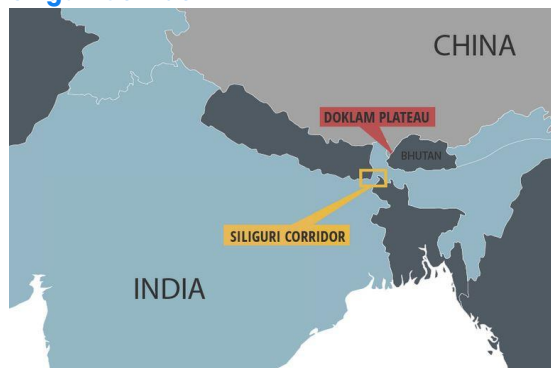 CHINA
DOKLAM PLATEAU
BHUTAN
SILIGURI CORRIDOR
INDIA